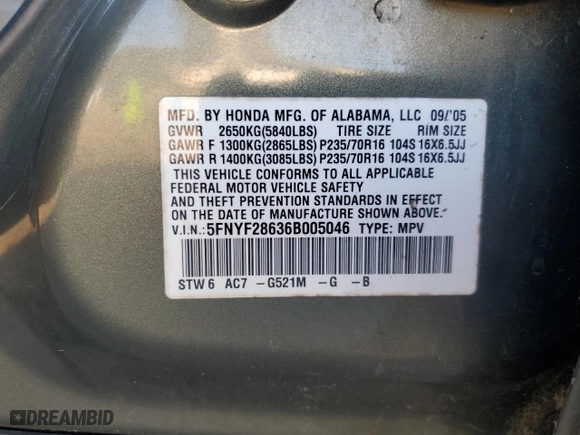 MFD. BY HONDA MFG. OF ALABAMA, LLC 09/'05
GVWR 2650KG(5840LBS) TIRE SIZE RIM SIZE
GAWR F 1300KG(2865LBS) P235/70R16 104S 16X6.5JJ
GAWR R 1400KG(3085LBS) P235/70R16 104S 16X6.5JJ
THIS VEHICLE CONFORMS TO ALL APPLICABLE
FEDERAL MOTOR VEHICLE SAFETY
AND THEFT PREVENTION STANDARDS IN EFFECT
ON THE DATE OF MANUFACTURE SHOWN ABOVE.
V.I.N.: 5FNYF28636B005046 TYPE: MPV
STW 6 AC7 -G521M -G -B
DREAMBID